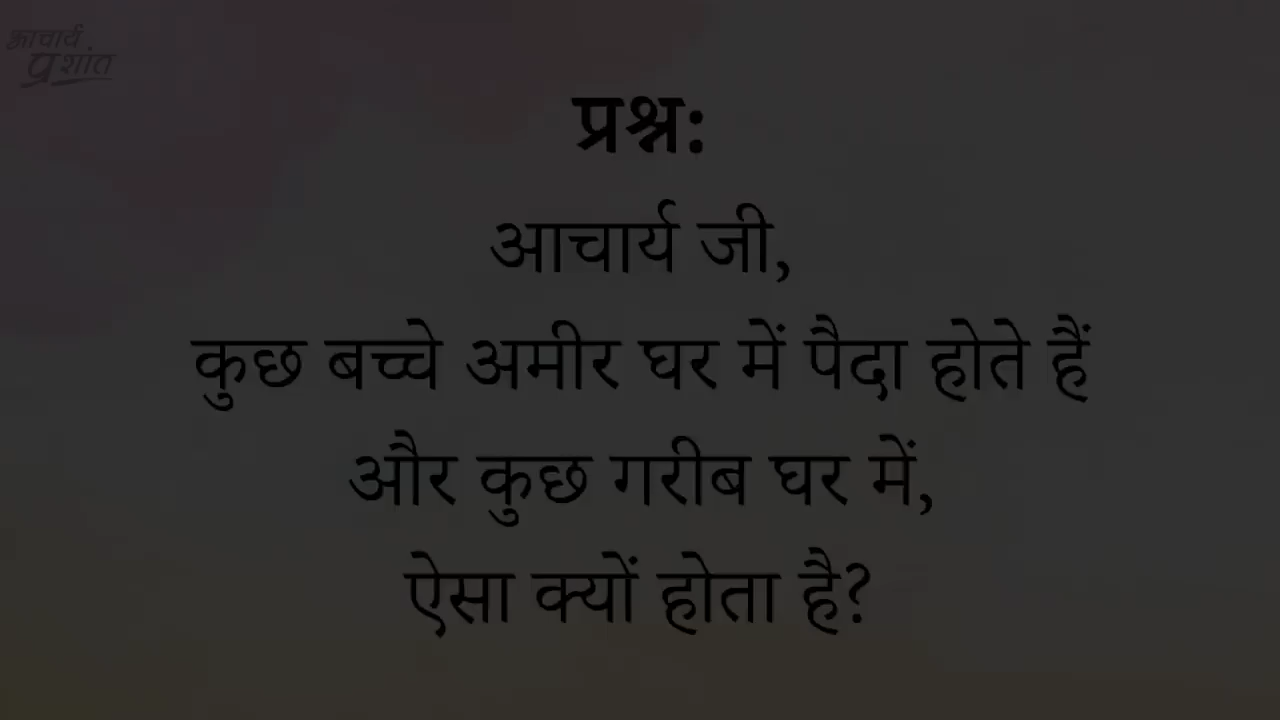 आचार्य
प्रशांत
प्रश्न:
आचार्य जी,
कुछ बच्चे अमीर घर में पैदा होते हैं
और कुछ गरीब घर में,
ऐसा क्यों होता है?